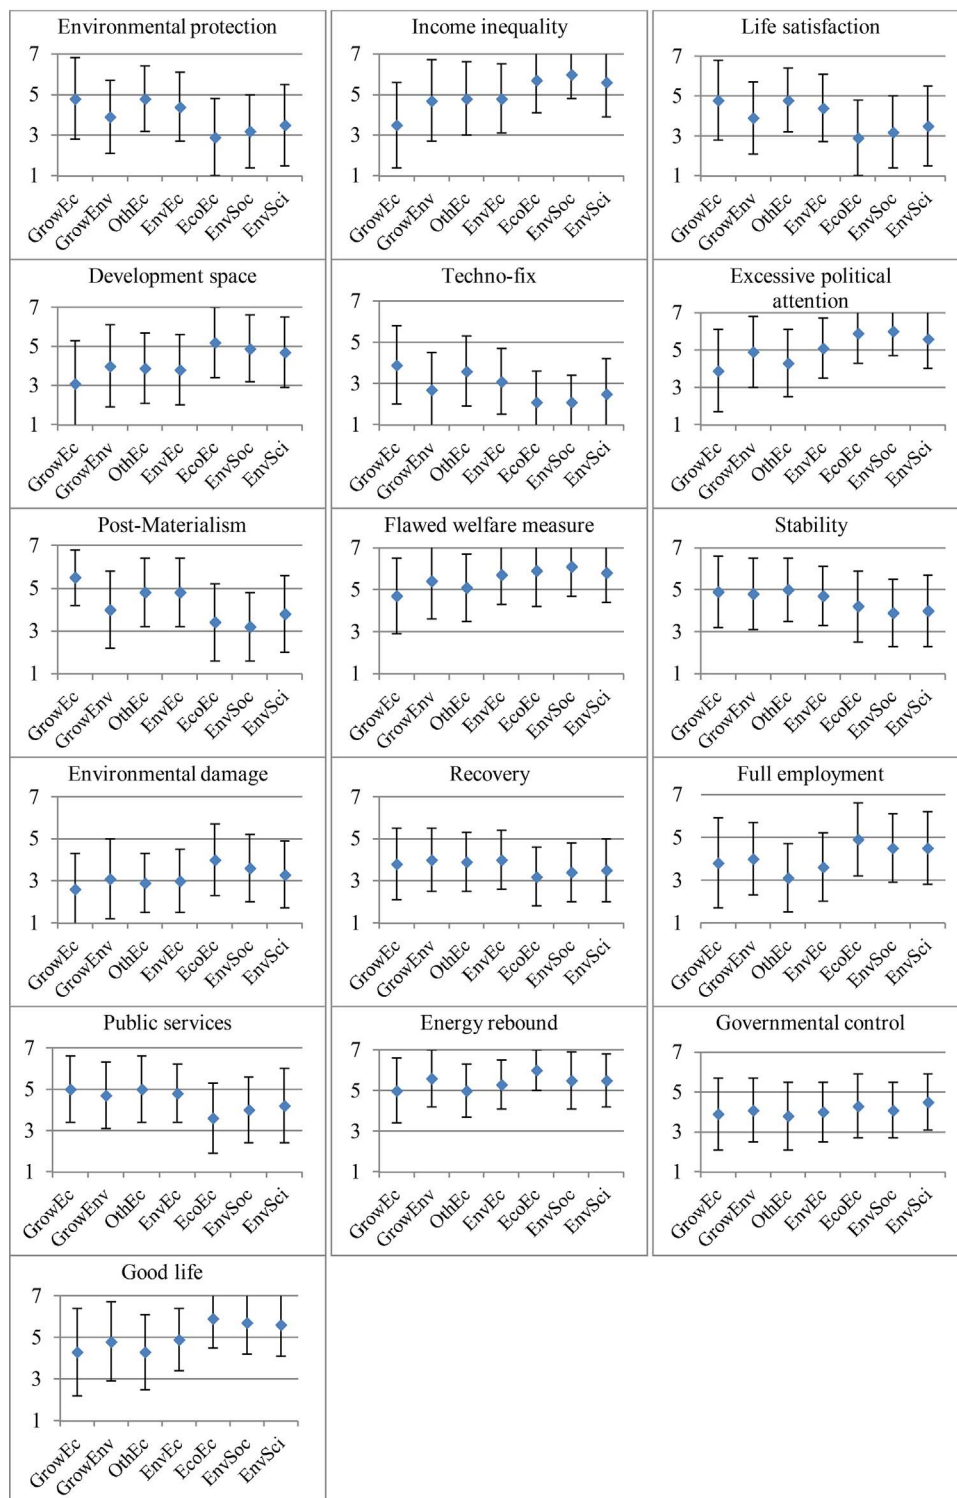 Environmental protection
7
5
3
1
GrowEc
GrowEnv
OthEc
EnvEc
EcoEc
EnvSoc
EnvSci
Income inequality
7
5
3
1
GrowEc
GrowEnv
OthEc
EnvEc
EcoEc
EnvSoc
EnvSci
Life satisfaction
7
5
3
1
GrowEc
GrowEnv
OthEc
EnvEc
EcoEc
EnvSoc
EnvSci
Development space
7
5
3
1
GrowEc
GrowEnv
OthEc
EnvEc
EcoEc
EnvSoc
EnvSci
Techno-fix
7
5
3
1
GrowEc
GrowEnv
OthEc
EnvEc
EcoEc
EnvSoc
EnvSci
Excessive political
attention
7
5
3
1
GrowEc
GrowEnv
OthEc
EnvEc
EcoEc
EnvSoc
EnvSci
Post-Materialism
7
5
3
1
GrowEc
GrowEnv
OthEc
EnvEc
EcoEc
EnvSoc
EnvSci
Flawed welfare measure
7
5
3
1
GrowEc
GrowEnv
OthEc
EnvEc
EcoEc
EnvSoc
EnvSci
Stability
7
5
3
1
GrowEc
GrowEnv
OthEc
EnvEc
EcoEc
EnvSoc
EnvSci
Environmental damage
7
5
3
1
GrowEc
GrowEnv
OthEc
EnvEc
EcoEc
EnvSoc
EnvSci
Recovery
7
5
3
1
GrowEc
GrowEnv
OthEc
EnvEc
EcoEc
EnvSoc
EnvSci
Full employment
7
5
3
1
GrowEc
GrowEnv
OthEc
EnvEc
EcoEc
EnvSoc
EnvSci
Public services
7
5
3
1
GrowEc
GrowEnv
OthEc
EnvEc
EcoEc
EnvSoc
EnvSci
Energy rebound
7
5
3
1
GrowEc
GrowEnv
OthEc
EnvEc
EcoEc
EnvSoc
EnvSci
Governmental control
7
5
3
1
GrowEc
GrowEnv
OthEc
EnvEc
EcoEc
EnvSoc
EnvSci
Good life
7
5
3
1
GrowEc
GrowEnv
OthEc
EnvEc
EcoEc
EnvSoc
EnvSci